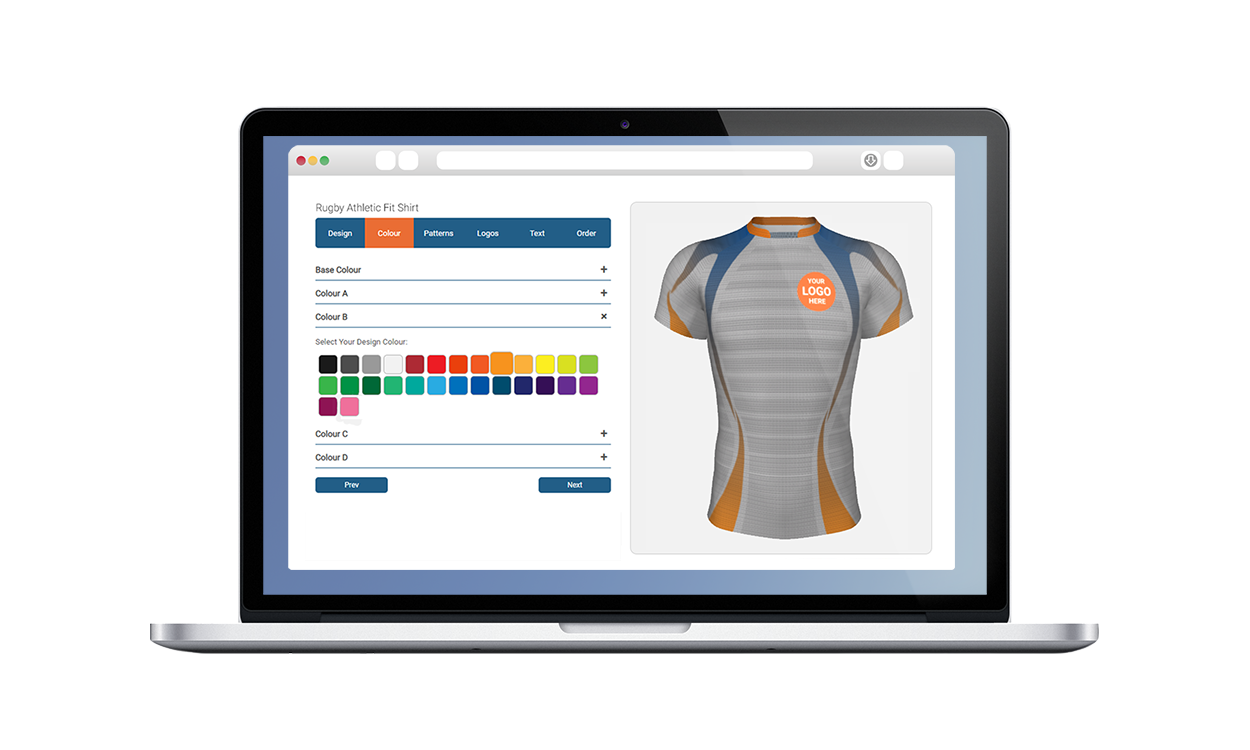 Rugby Athletic Fit Shirt
Design Colour Patterns Logos Text Order
Base Colour +
Colour A +
Colour B ×
Select Your Design Colour:
Colour C +
Colour D +
Prev Next
YOUR
LOGO
HERE